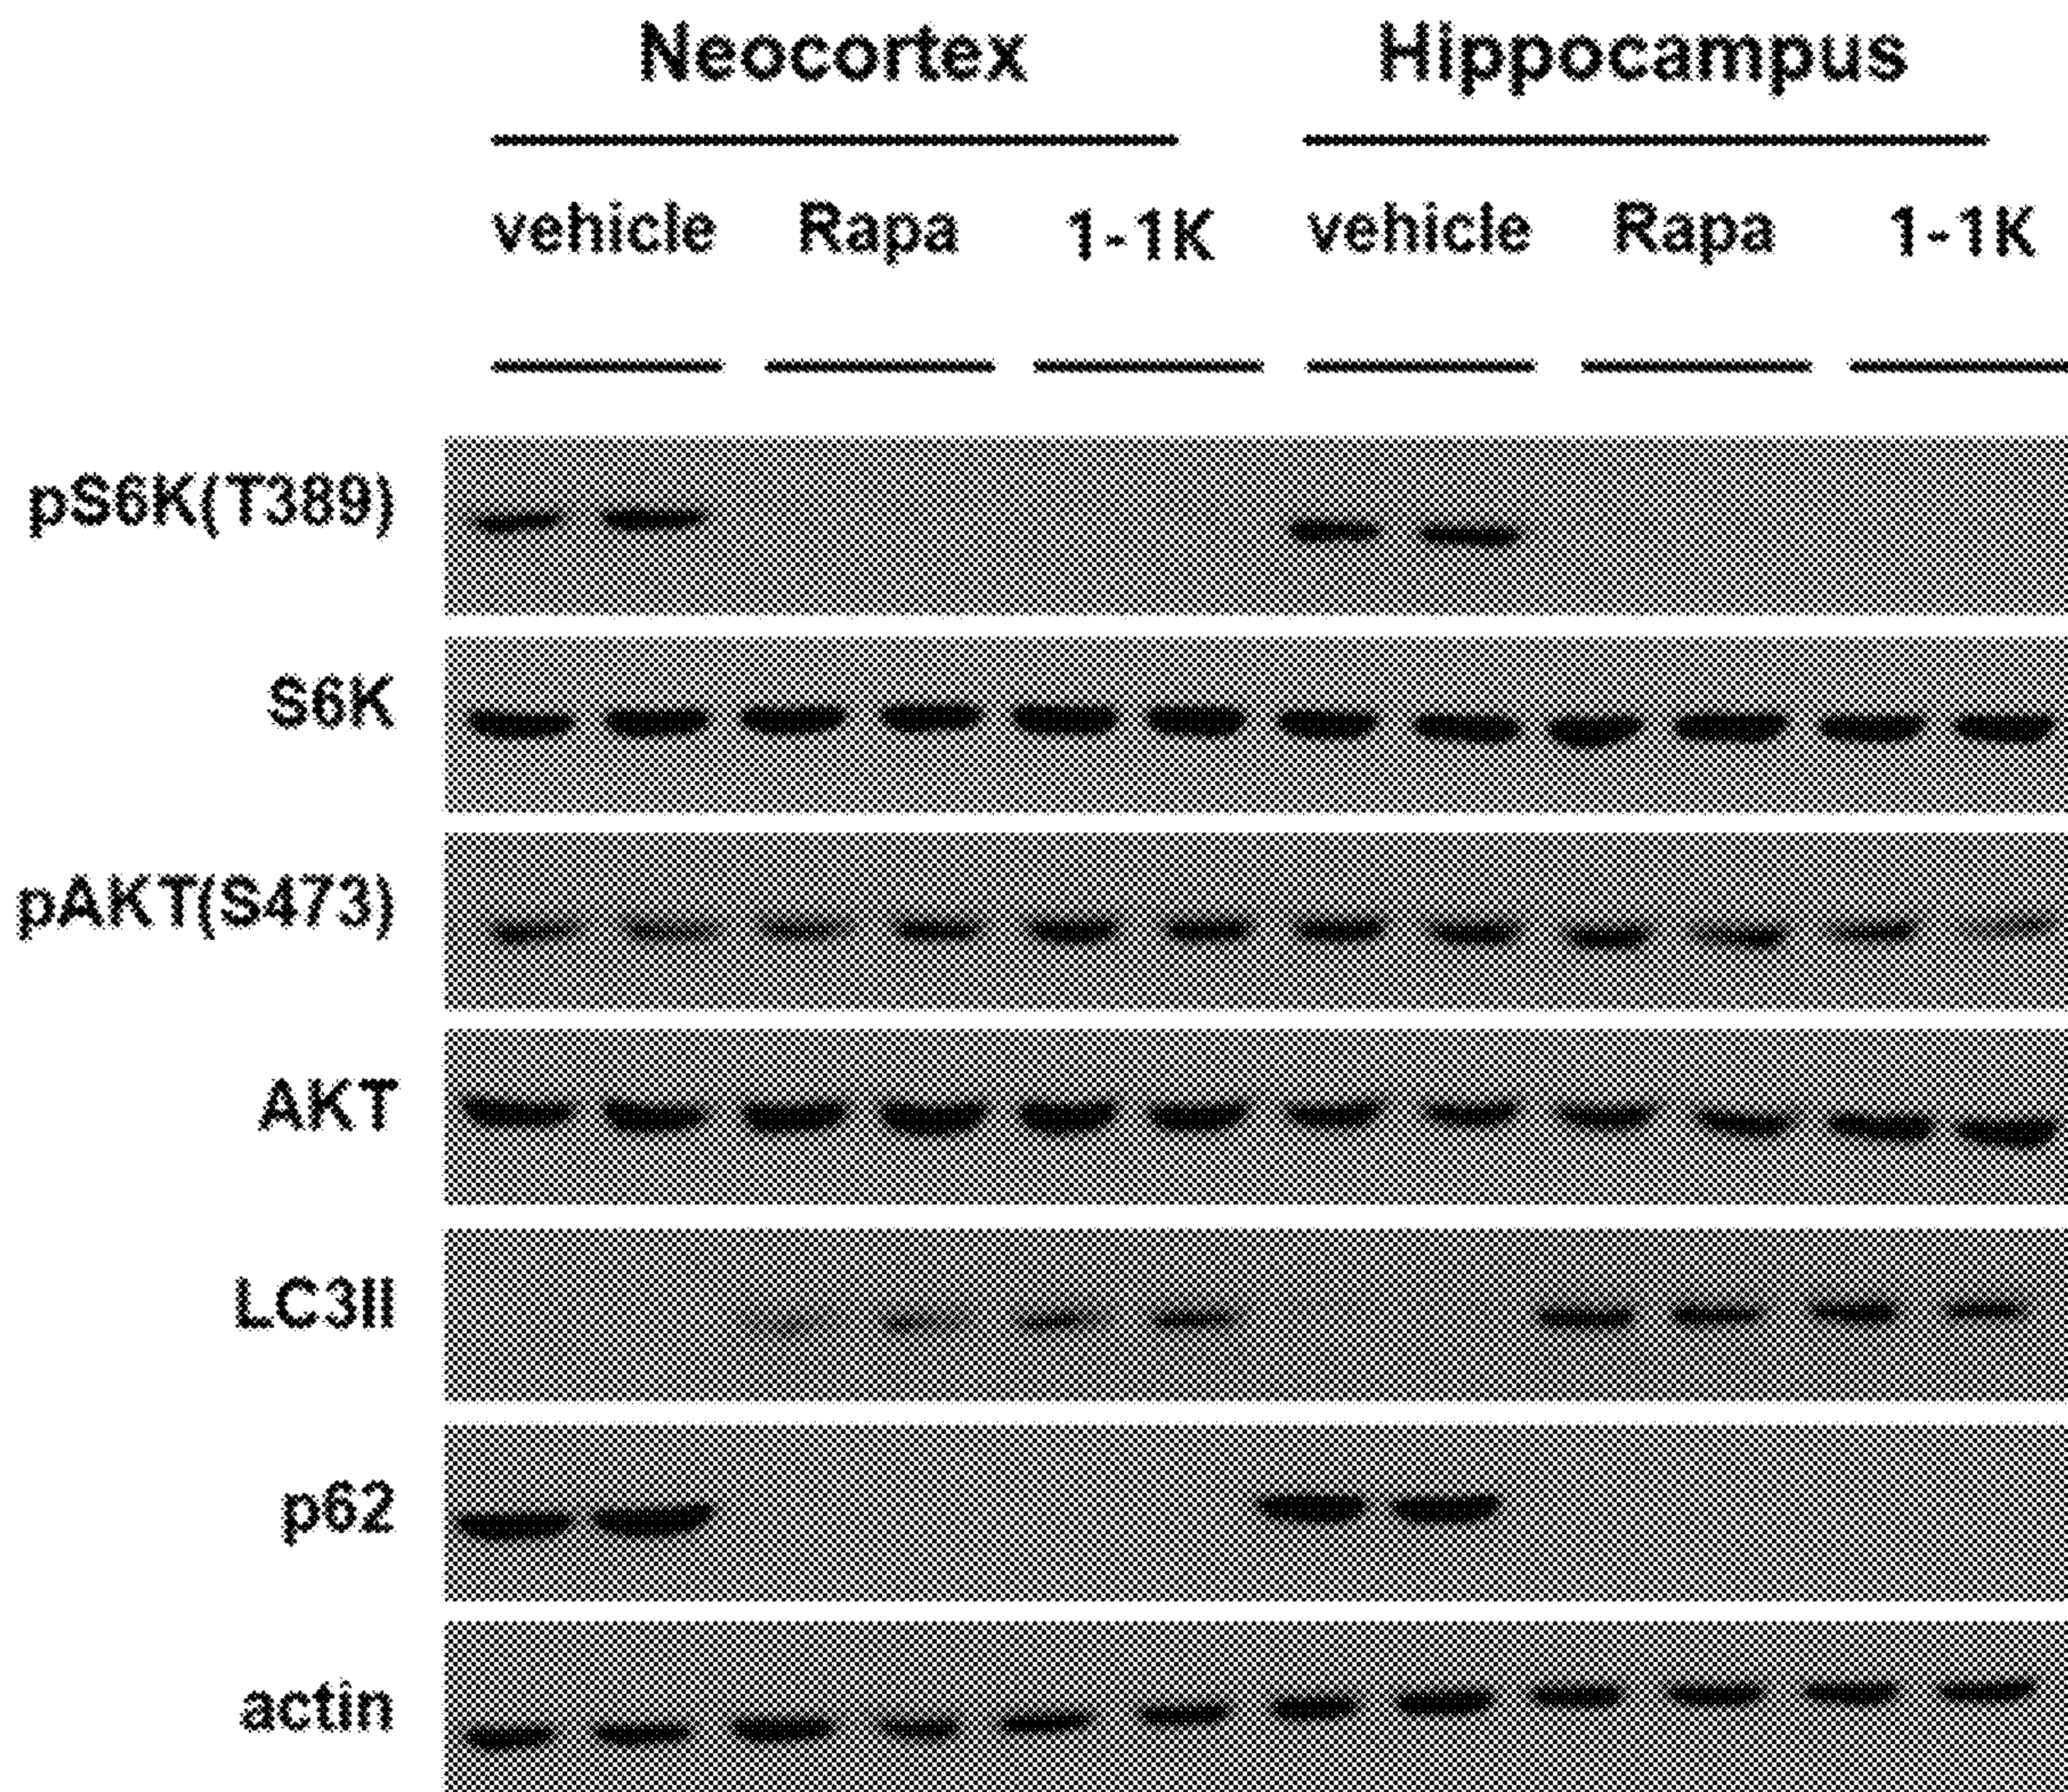 Neocortex Hippocampus
vehicle Rapa 1-1K vehicle Rapa 1-1K
pS6K(T389)
S6K
pAKT(S473)
AKT
LC3II
p62
actin